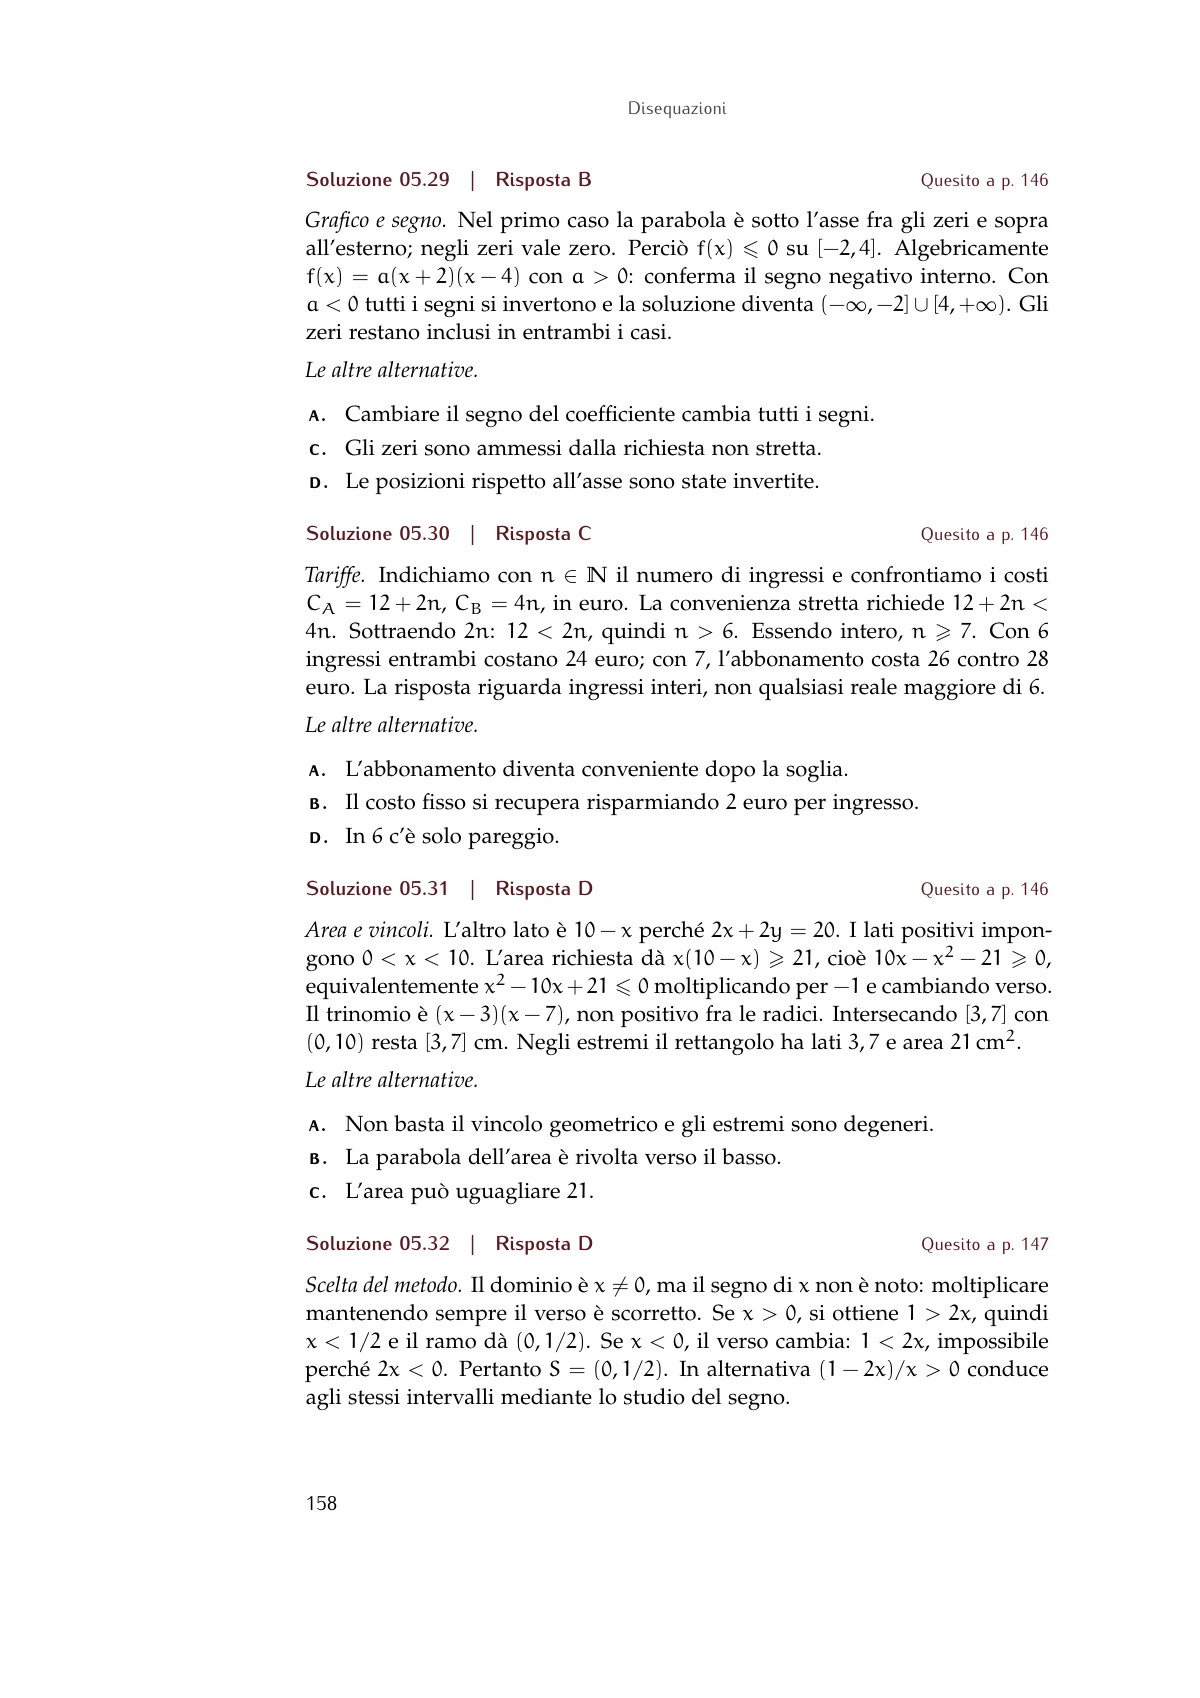 Disequazioni
Soluzione 05.29 | Risposta B Quesito a p. 146
Grafico e segno. Nel primo caso la parabola è sotto l'asse fra gli zeri e sopra
all'esterno; negli zeri vale zero. Perciò f(x) ⩽ 0 su [−2, 4]. Algebricamente
f(x) = a(x + 2)(x − 4) con a > 0: conferma il segno negativo interno. Con
a < 0 tutti i segni si invertono e la soluzione diventa (−∞, −2] ∪ [4, +∞). Gli
zeri restano inclusi in entrambi i casi.
Le altre alternative.
A. Cambiare il segno del coefficiente cambia tutti i segni.
C. Gli zeri sono ammessi dalla richiesta non stretta.
D. Le posizioni rispetto all'asse sono state invertite.
Soluzione 05.30 | Risposta C Quesito a p. 146
Tariffe. Indichiamo con n ∈ ℕ il numero di ingressi e confrontiamo i costi
C_A = 12 + 2n, C_B = 4n, in euro. La convenienza stretta richiede 12 + 2n <
4n. Sottraendo 2n: 12 < 2n, quindi n > 6. Essendo intero, n ⩾ 7. Con 6
ingressi entrambi costano 24 euro; con 7, l'abbonamento costa 26 contro 28
euro. La risposta riguarda ingressi interi, non qualsiasi reale maggiore di 6.
Le altre alternative.
A. L'abbonamento diventa conveniente dopo la soglia.
B. Il costo fisso si recupera risparmiando 2 euro per ingresso.
D. In 6 c'è solo pareggio.
Soluzione 05.31 | Risposta D Quesito a p. 146
Area e vincoli. L'altro lato è 10 − x perché 2x + 2y = 20. I lati positivi impon-
gono 0 < x < 10. L'area richiesta dà x(10 − x) ⩾ 21, cioè 10x − x² − 21 ⩾ 0,
equivalentemente x² − 10x + 21 ⩽ 0 moltiplicando per −1 e cambiando verso.
Il trinomio è (x − 3)(x − 7), non positivo fra le radici. Intersecando [3, 7] con
(0, 10) resta [3, 7] cm. Negli estremi il rettangolo ha lati 3, 7 e area 21 cm².
Le altre alternative.
A. Non basta il vincolo geometrico e gli estremi sono degeneri.
B. La parabola dell'area è rivolta verso il basso.
C. L'area può uguagliare 21.
Soluzione 05.32 | Risposta D Quesito a p. 147
Scelta del metodo. Il dominio è x ≠ 0, ma il segno di x non è noto: moltiplicare
mantenendo sempre il verso è scorretto. Se x > 0, si ottiene 1 > 2x, quindi
x < 1/2 e il ramo dà (0, 1/2). Se x < 0, il verso cambia: 1 < 2x, impossibile
perché 2x < 0. Pertanto S = (0, 1/2). In alternativa (1 − 2x)/x > 0 conduce
agli stessi intervalli mediante lo studio del segno.
158